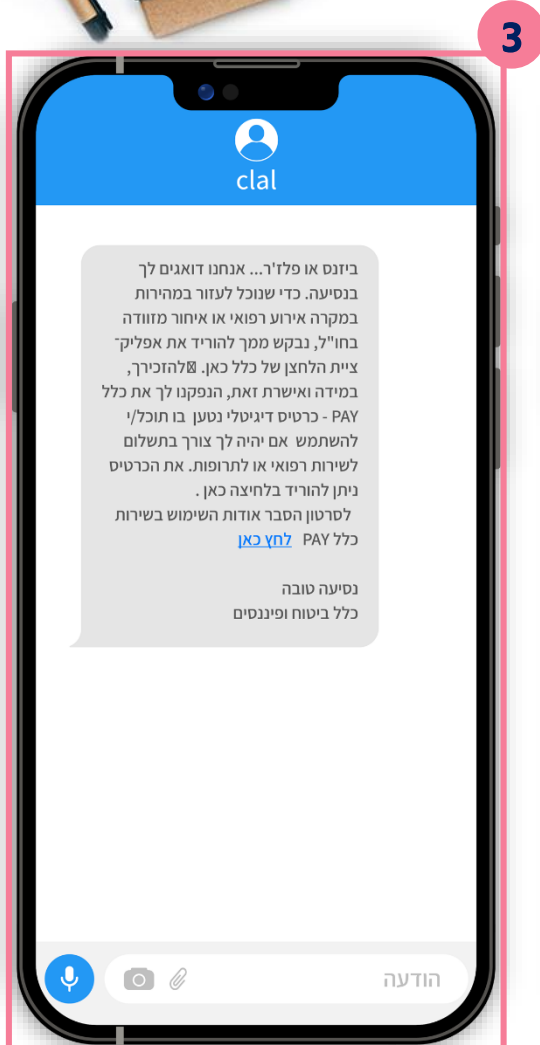 3
clal
ביזנס או פלז'ר... אנחנו דואגים לך
בנסיעה. כדי שנוכל לעזור במהירות
במקרה אירוע רפואי או איחור מזוודה
בחו"ל, נבקש ממך להוריד את אפליק־
ציית הלחצן של כלל כאן. להזכירך,
במידה ואישרת זאת, הנפקנו לך את כלל
PAY - כרטיס דיגיטלי נטען בו תוכל/י
להשתמש אם יהיה לך צורך בתשלום
לשירות רפואי או לתרופות. את הכרטיס
ניתן להוריד בלחיצה כאן .
לסרטון הסבר אודות השימוש בשירות
כלל PAY לחץ כאן
נסיעה טובה
כלל ביטוח ופיננסים
הודעה